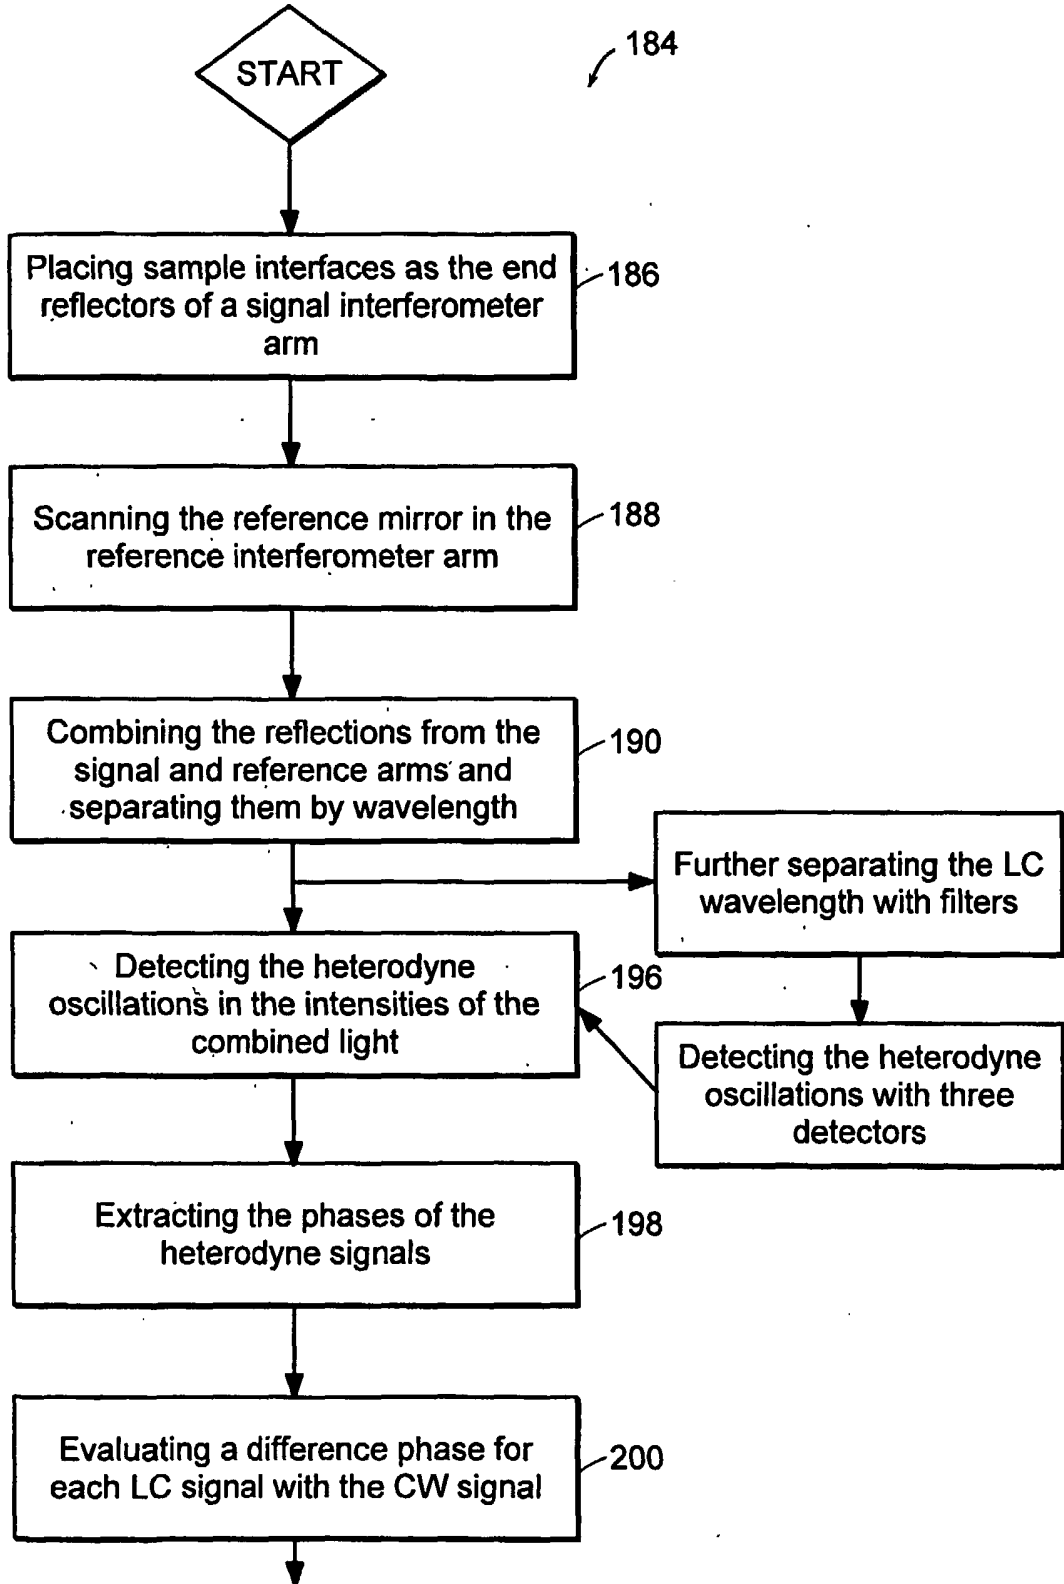 START
184
Placing sample interfaces as the end
reflectors of a signal interferometer
arm
186
Scanning the reference mirror in the
reference interferometer arm
188
Combining the reflections from the
signal and reference arms and
separating them by wavelength
190
Further separating the LC
wavelength with filters
Detecting the heterodyne
oscillations in the intensities of the
combined light
196
Detecting the heterodyne
oscillations with three
detectors
Extracting the phases of the
heterodyne signals
198
Evaluating a difference phase for
each LC signal with the CW signal
200